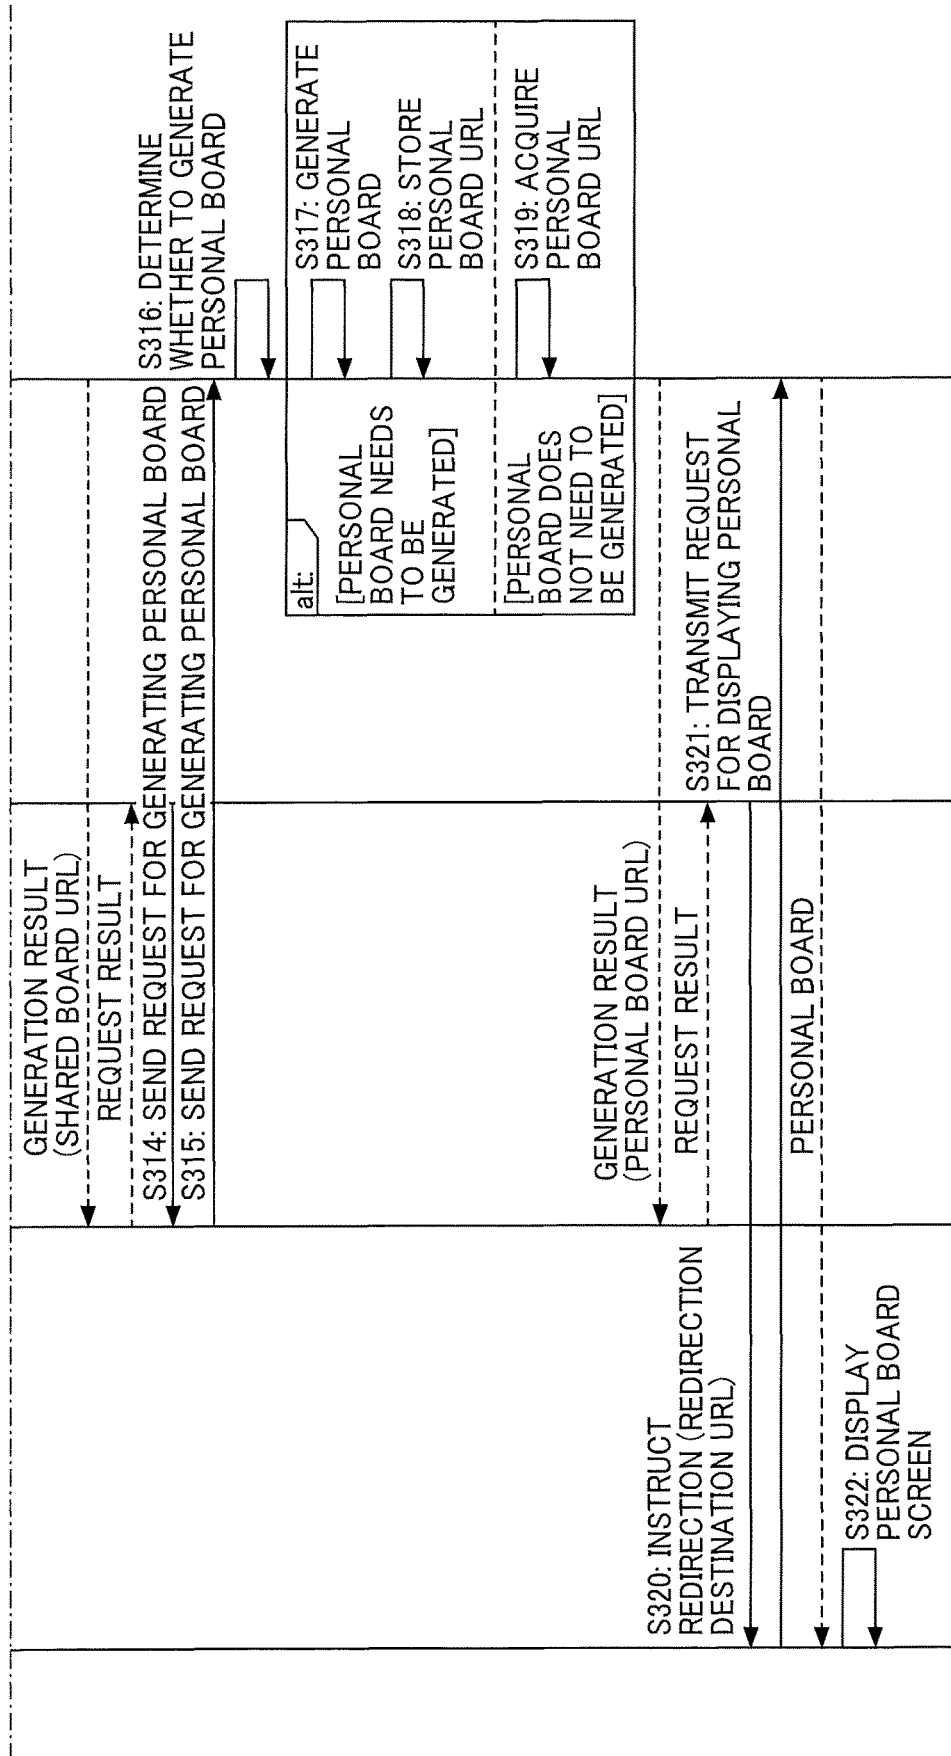 GENERATION RESULT
(SHARED BOARD URL)
REQUEST RESULT
S314: SEND REQUEST FOR GENERATING PERSONAL BOARD
S315: SEND REQUEST FOR GENERATING PERSONAL BOARD
S316: DETERMINE
WHETHER TO GENERATE
PERSONAL BOARD
alt:
[PERSONAL
BOARD NEEDS
TO BE
GENERATED]
S317: GENERATE
PERSONAL
BOARD
S318: STORE
PERSONAL
BOARD URL
[PERSONAL
BOARD DOES
NOT NEED TO
BE GENERATED]
S319: ACQUIRE
PERSONAL
BOARD URL
GENERATION RESULT
(PERSONAL BOARD URL)
REQUEST RESULT
S320: INSTRUCT
REDIRECTION (REDIRECTION
DESTINATION URL)
S321: TRANSMIT REQUEST
FOR DISPLAYING PERSONAL
BOARD
PERSONAL BOARD
S322: DISPLAY
PERSONAL BOARD
SCREEN